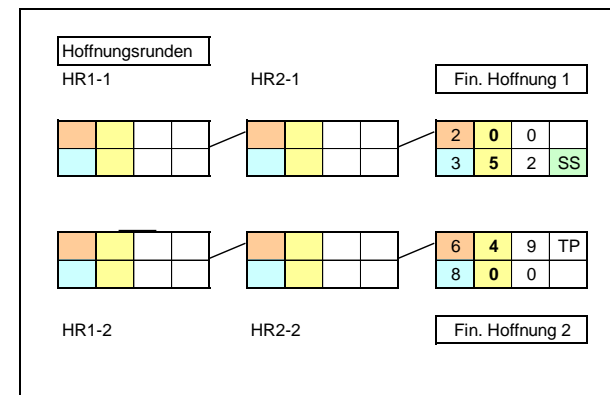 Hoffnungsrunden
HR1-1 HR2-1 Fin. Hoffnung 1
2 0 0
3 5 2 SS
6 4 9 TP
8 0 0
HR1-2 HR2-2 Fin. Hoffnung 2